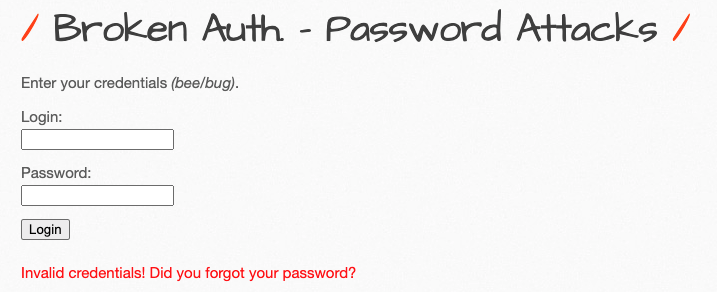 / Broken Auth. - Password Attacks /
Enter your credentials (bee/bug).
Login:
Password:
Login
Invalid credentials! Did you forgot your password?